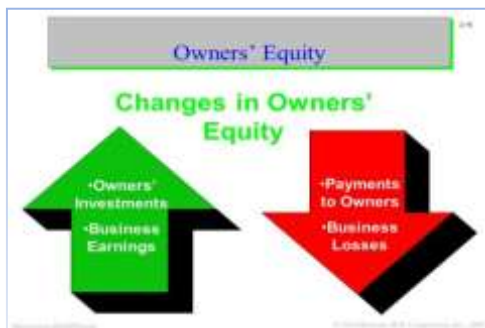 Owners' Equity
Changes in Owners'
Equity
•Owners'
Investments
•Business
Earnings
•Payments
to Owners
•Business
Losses